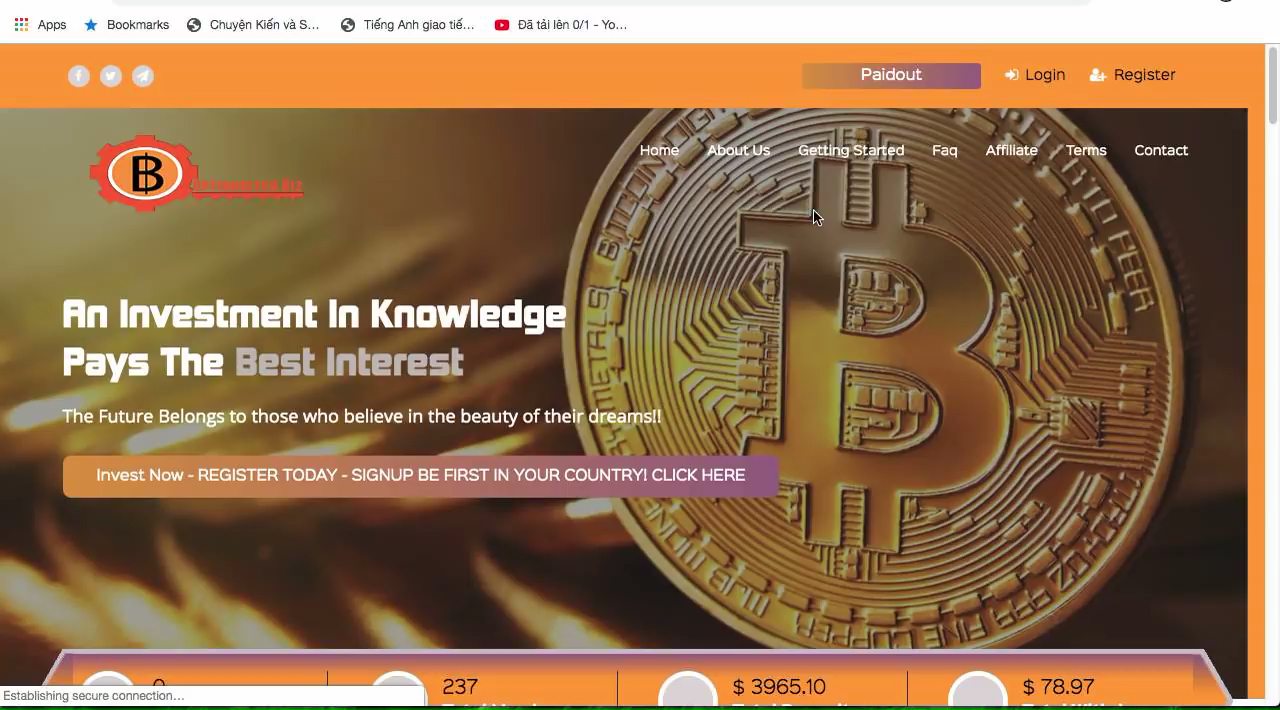 Apps
Bookmarks
Chuyện Kiến và S...
Tiếng Anh giao tiế...
Đã tải lên 0/1 - Yo...
Paidout
Login
Register
Home
About Us
Getting Started
Faq
Affiliate
Terms
Contact
An Investment In Knowledge
Pays The Best Interest
The Future Belongs to those who believe in the beauty of their dreams!!
Invest Now - REGISTER TODAY - SIGNUP BE FIRST IN YOUR COUNTRY! CLICK HERE
237
$ 3965.10
$ 78.97
Establishing secure connection...